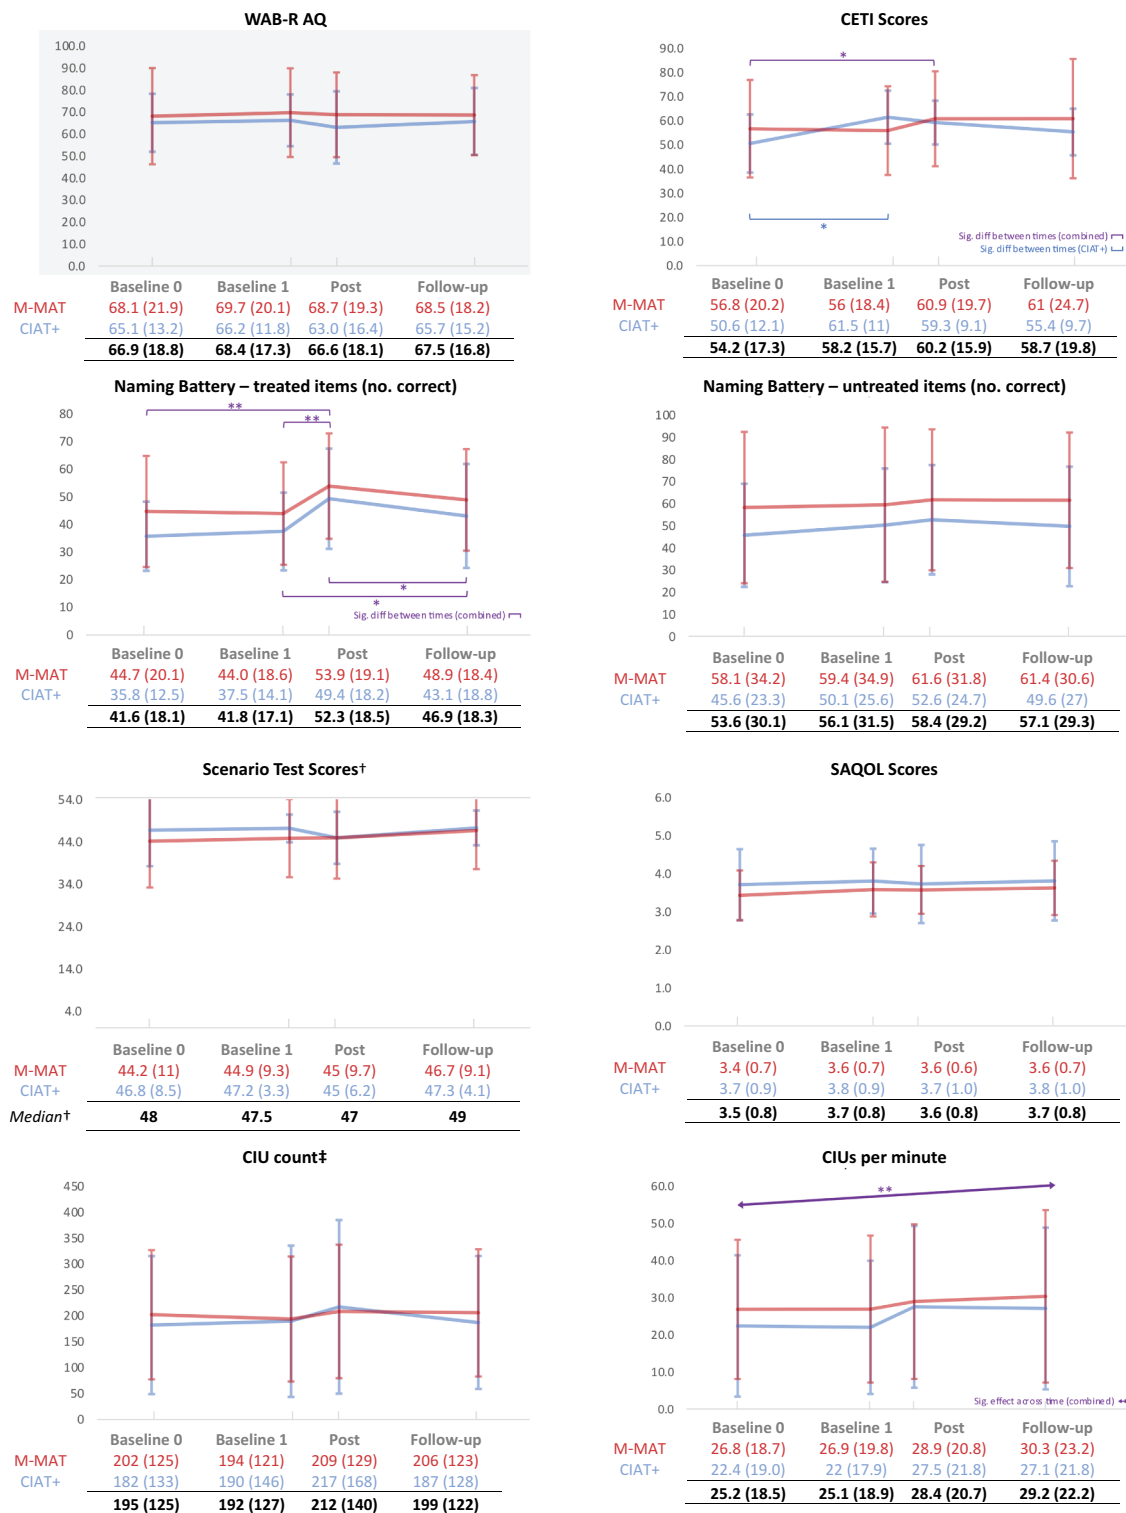 WAB-R AQ
100.0
90.0
80.0
70.0
60.0
50.0
40.0
30.0
20.0
10.0
0.0
Baseline 0 Baseline 1 Post Follow-up
M-MAT 68.1 (21.9) 69.7 (20.1) 68.7 (19.3) 68.5 (18.2)
CIAT+ 65.1 (13.2) 66.2 (11.8) 63.0 (16.4) 65.7 (15.2)
66.9 (18.8) 68.4 (17.3) 66.6 (18.1) 67.5 (16.8)
CETI Scores
90.0
80.0
70.0
60.0
50.0
40.0
30.0
20.0
10.0
0.0
*
*
Sig. diff between times (combined)
Sig. diff between times (CIAT+)
Baseline 0 Baseline 1 Post Follow-up
M-MAT 56.8 (20.2) 56 (18.4) 60.9 (19.7) 61 (24.7)
CIAT+ 50.6 (12.1) 61.5 (11) 59.3 (9.1) 55.4 (9.7)
54.2 (17.3) 58.2 (15.7) 60.2 (15.9) 58.7 (19.8)
Naming Battery – treated items (no. correct)
80
70
60
50
40
30
20
10
0
**
**
*
*
Sig. diff between times (combined)
Baseline 0 Baseline 1 Post Follow-up
M-MAT 44.7 (20.1) 44.0 (18.6) 53.9 (19.1) 48.9 (18.4)
CIAT+ 35.8 (12.5) 37.5 (14.1) 49.4 (18.2) 43.1 (18.8)
41.6 (18.1) 41.8 (17.1) 52.3 (18.5) 46.9 (18.3)
Naming Battery – untreated items (no. correct)
100
90
80
70
60
50
40
30
20
10
0
Baseline 0 Baseline 1 Post Follow-up
M-MAT 58.1 (34.2) 59.4 (34.9) 61.6 (31.8) 61.4 (30.6)
CIAT+ 45.6 (23.3) 50.1 (25.6) 52.6 (24.7) 49.6 (27)
53.6 (30.1) 56.1 (31.5) 58.4 (29.2) 57.1 (29.3)
Scenario Test Scores†
54.0
44.0
34.0
24.0
14.0
4.0
Baseline 0 Baseline 1 Post Follow-up
M-MAT 44.2 (11) 44.9 (9.3) 45 (9.7) 46.7 (9.1)
CIAT+ 46.8 (8.5) 47.2 (3.3) 45 (6.2) 47.3 (4.1)
Median† 48 47.5 47 49
SAQOL Scores
6.0
5.0
4.0
3.0
2.0
1.0
0.0
Baseline 0 Baseline 1 Post Follow-up
M-MAT 3.4 (0.7) 3.6 (0.7) 3.6 (0.6) 3.6 (0.7)
CIAT+ 3.7 (0.9) 3.8 (0.9) 3.7 (1.0) 3.8 (1.0)
3.5 (0.8) 3.7 (0.8) 3.6 (0.8) 3.7 (0.8)
CIU count‡
450
400
350
300
250
200
150
100
50
0
Baseline 0 Baseline 1 Post Follow-up
M-MAT 202 (125) 194 (121) 209 (129) 206 (123)
CIAT+ 182 (133) 190 (146) 217 (168) 187 (128)
195 (125) 192 (127) 212 (140) 199 (122)
CIUs per minute
60.0
50.0
40.0
30.0
20.0
10.0
0.0
**
Sig. effect across time (combined)
Baseline 0 Baseline 1 Post Follow-up
M-MAT 26.8 (18.7) 26.9 (19.8) 28.9 (20.8) 30.3 (23.2)
CIAT+ 22.4 (19.0) 22 (17.9) 27.5 (21.8) 27.1 (21.8)
25.2 (18.5) 25.1 (18.9) 28.4 (20.7) 29.2 (22.2)